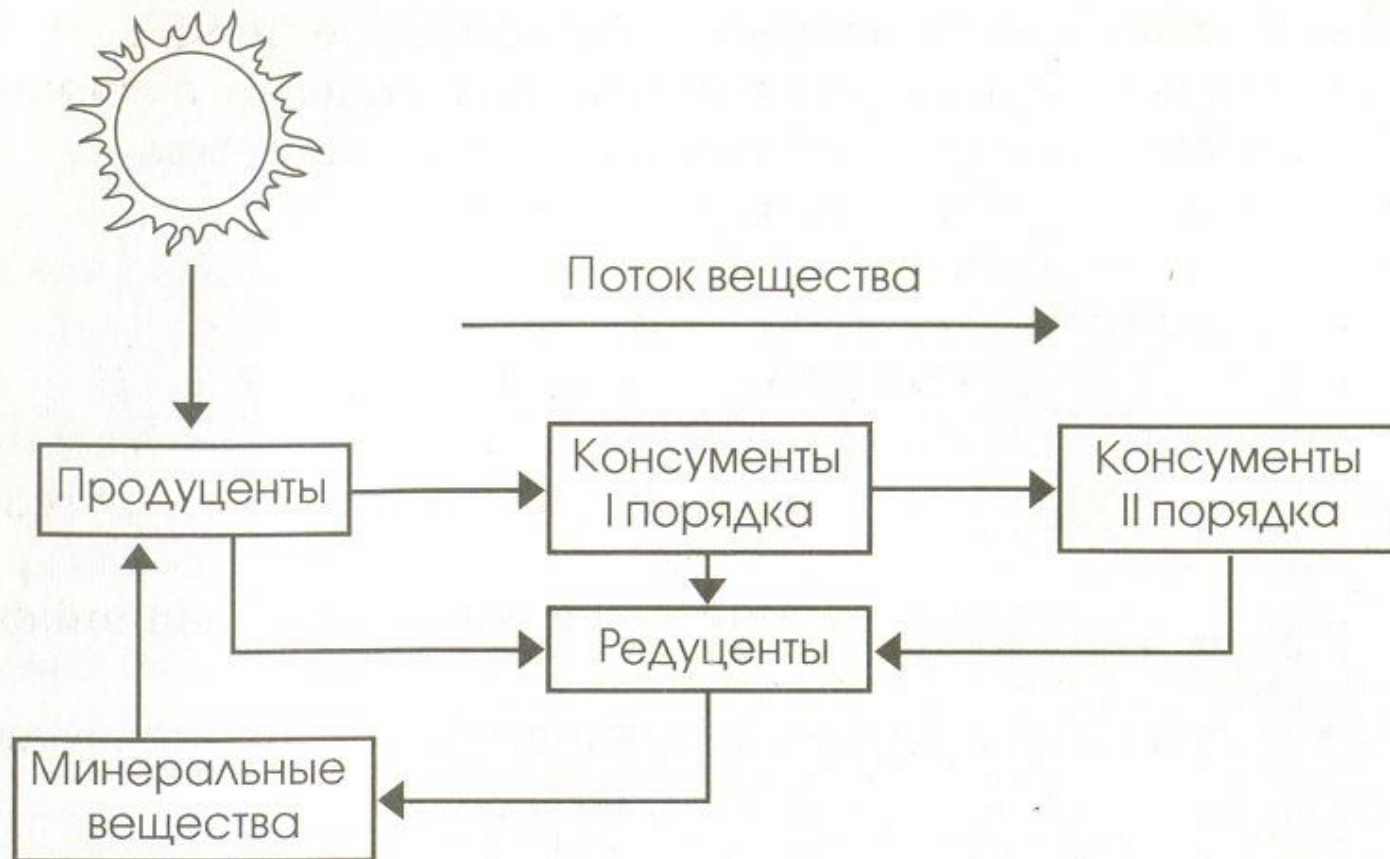 Поток вещества
Продуценты
Консументы
I порядка
Консументы
II порядка
Редуценты
Минеральные
вещества